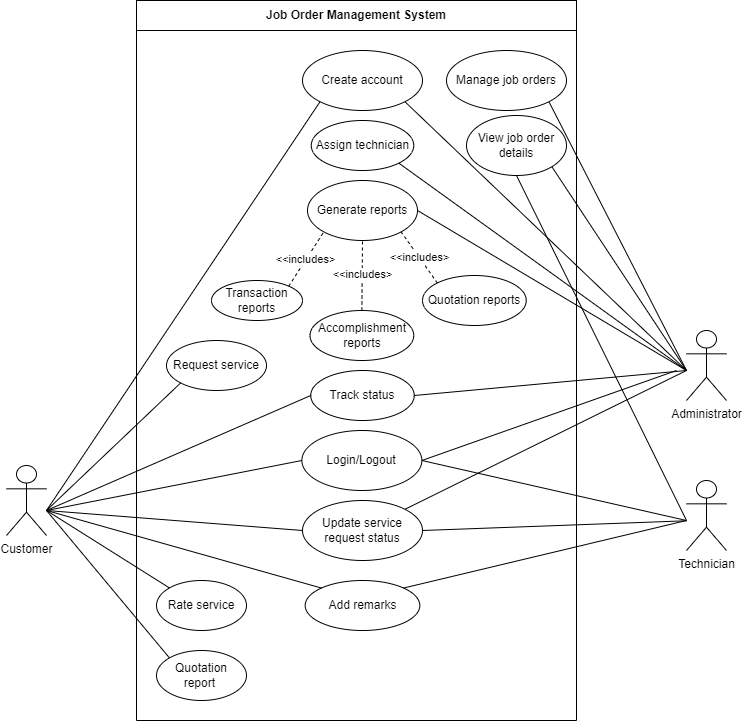 Job Order Management System
Create account
Manage job orders
Assign technician
View job order
details
Generate reports
<<includes>>
<<includes>>
<<includes>>
Transaction
reports
Quotation reports
Accomplishment
reports
Request service
Track status
Administrator
Login/Logout
Customer
Update service
request status
Technician
Rate service
Add remarks
Quotation
report